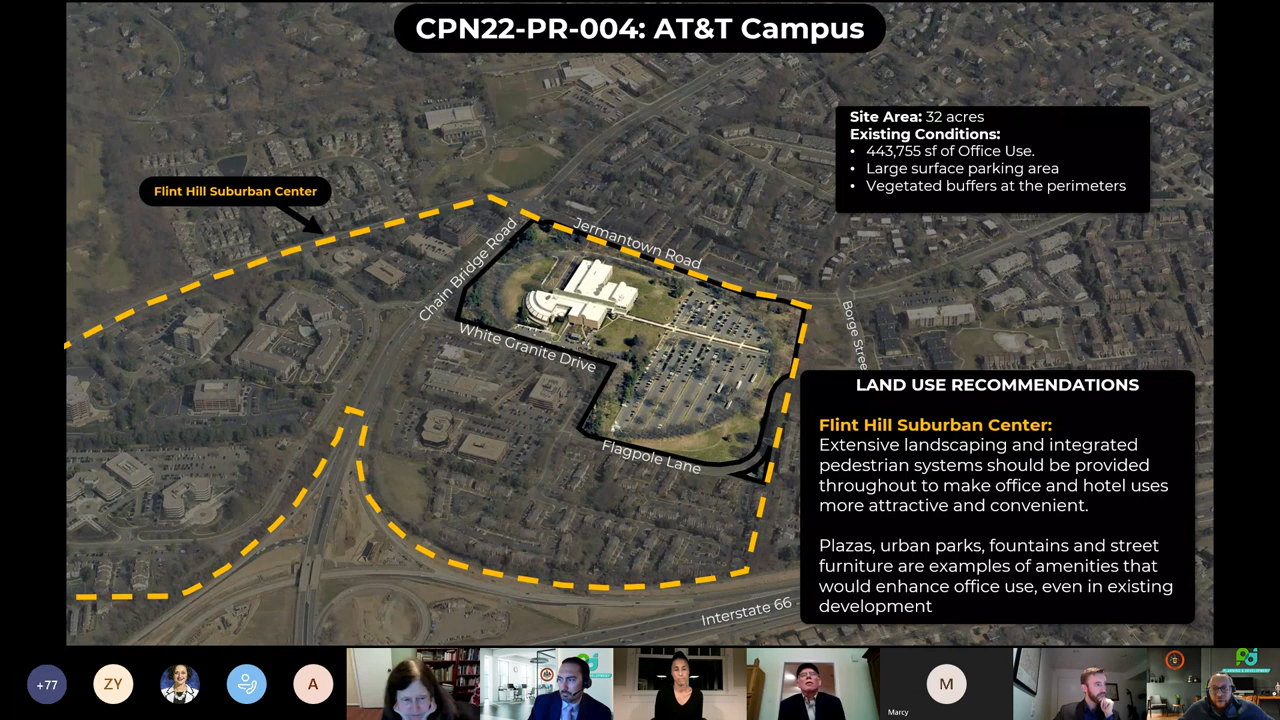 CPN22-PR-004: AT&T Campus
Site Area: 32 acres
Existing Conditions:
• 443,755 sf of Office Use.
• Large surface parking area
• Vegetated buffers at the perimeters
Flint Hill Suburban Center
Jermantown Road
Chain Bridge Road
White Granite Drive
Borge Stree
Flagpole Lane
Interstate 66
LAND USE RECOMMENDATIONS
Flint Hill Suburban Center:
Extensive landscaping and integrated
pedestrian systems should be provided
throughout to make office and hotel uses
more attractive and convenient.
Plazas, urban parks, fountains and street
furniture are examples of amenities that
would enhance office use, even in existing
development
+77
ZY
A
M
Marcy